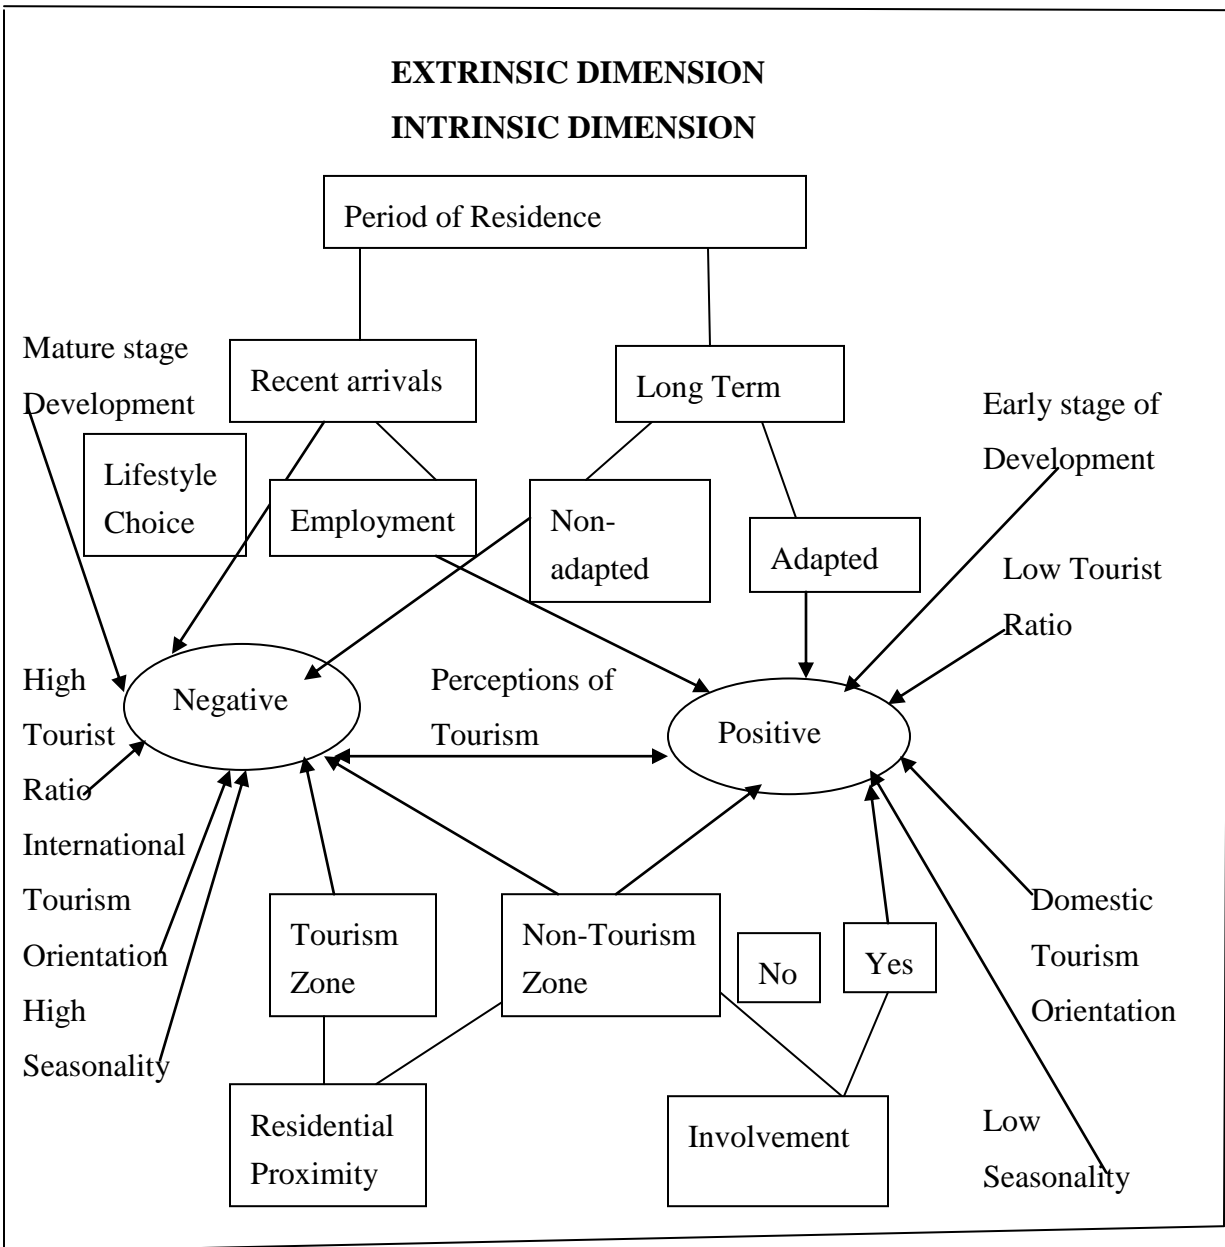 EXTRINSIC DIMENSION
INTRINSIC DIMENSION
Period of Residence
Mature stage
Development
Recent arrivals
Long Term
Early stage of
Development
Lifestyle
Choice
Employment
Non-
adapted
Adapted
Low Tourist
Ratio
High
Tourist
Ratio
Negative
Perceptions of
Tourism
Positive
International
Tourism
Orientation
High
Seasonality
Tourism
Zone
Non-Tourism
Zone
No
Yes
Domestic
Tourism
Orientation
Residential
Proximity
Involvement
Low
Seasonality